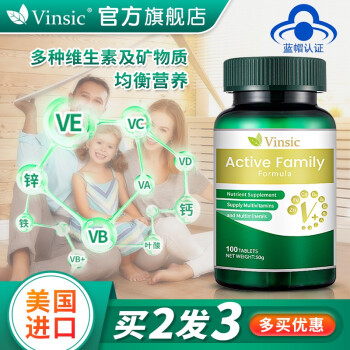 Vinsic® 官方旗舰店
蓝帽认证
多种维生素及矿物质
均衡营养
VE
VC
VD
锌
VA
钙
铁
VB
叶酸
VB+
Vinsic
Active Family
Formula
Nutrient Supplement
Supply Multivitamins
and Multiminerals
V+
100 TABLETS
NET WEIGHT:50g
美国
进口
买2发3
多买优惠